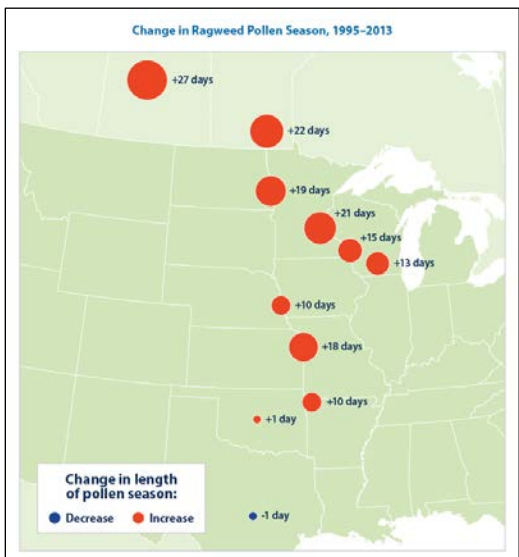 Change in Ragweed Pollen Season, 1995–2013
+27 days
+22 days
+19 days
+21 days
+15 days
+13 days
+10 days
+18 days
+10 days
+1 day
-1 day
Change in length
of pollen season:
Decrease
Increase